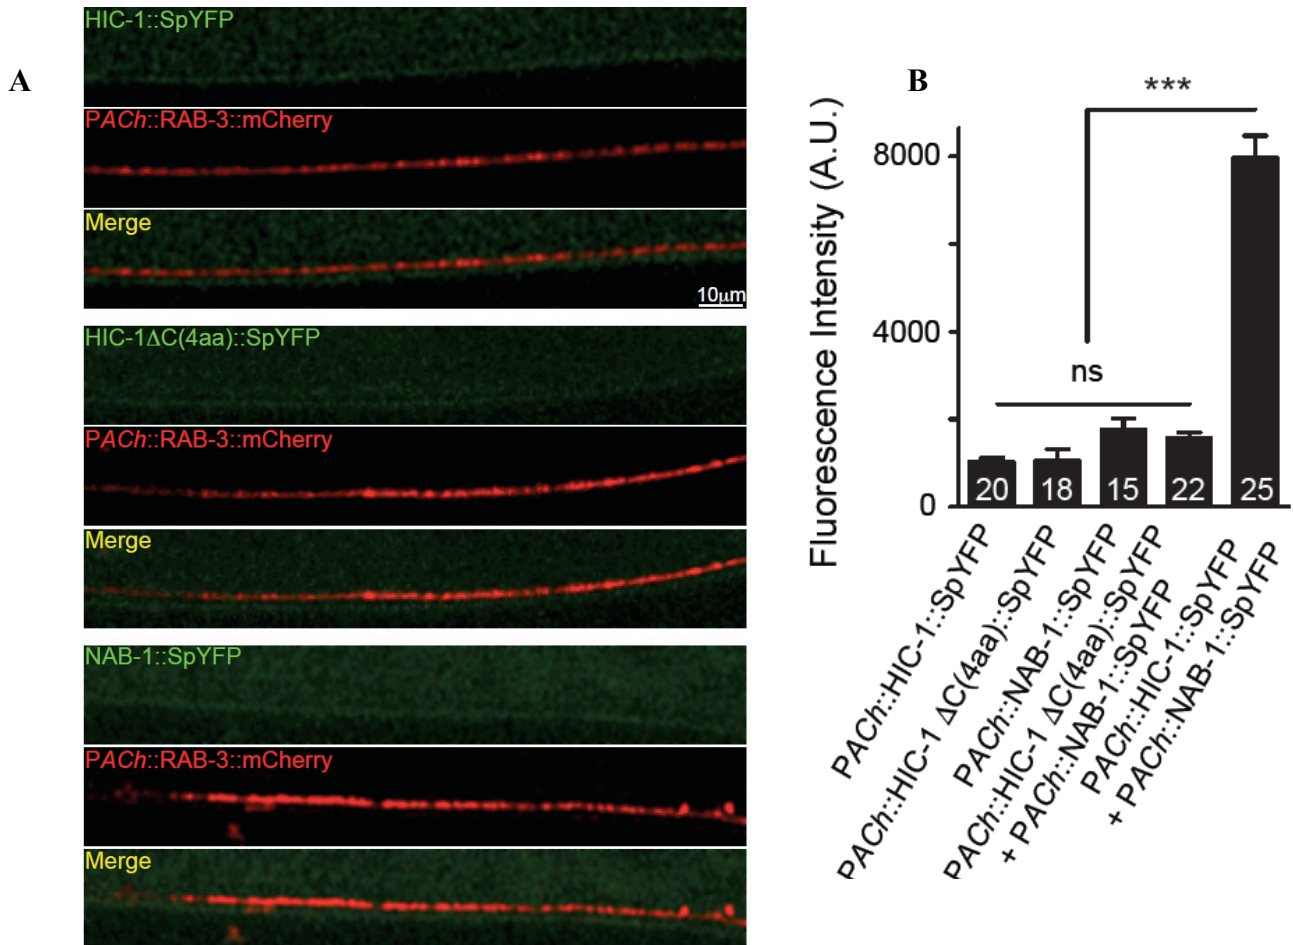 A
HIC-1::SpYFP
PACh::RAB-3::mCherry
Merge
10μm
HIC-1ΔC(4aa)::SpYFP
PACh::RAB-3::mCherry
Merge
NAB-1::SpYFP
PACh::RAB-3::mCherry
Merge
B
Fluorescence Intensity (A.U.)
8000
4000
0
***
ns
20
18
15
22
25
PACh::HIC-1::SpYFP
PACh::HIC-1 ΔC(4aa)::SpYFP
PACh::NAB-1::SpYFP
PACh::HIC-1 ΔC(4aa)::SpYFP
+ PACh::NAB-1::SpYFP
PACh::HIC-1::SpYFP
+ PACh::NAB-1::SpYFP